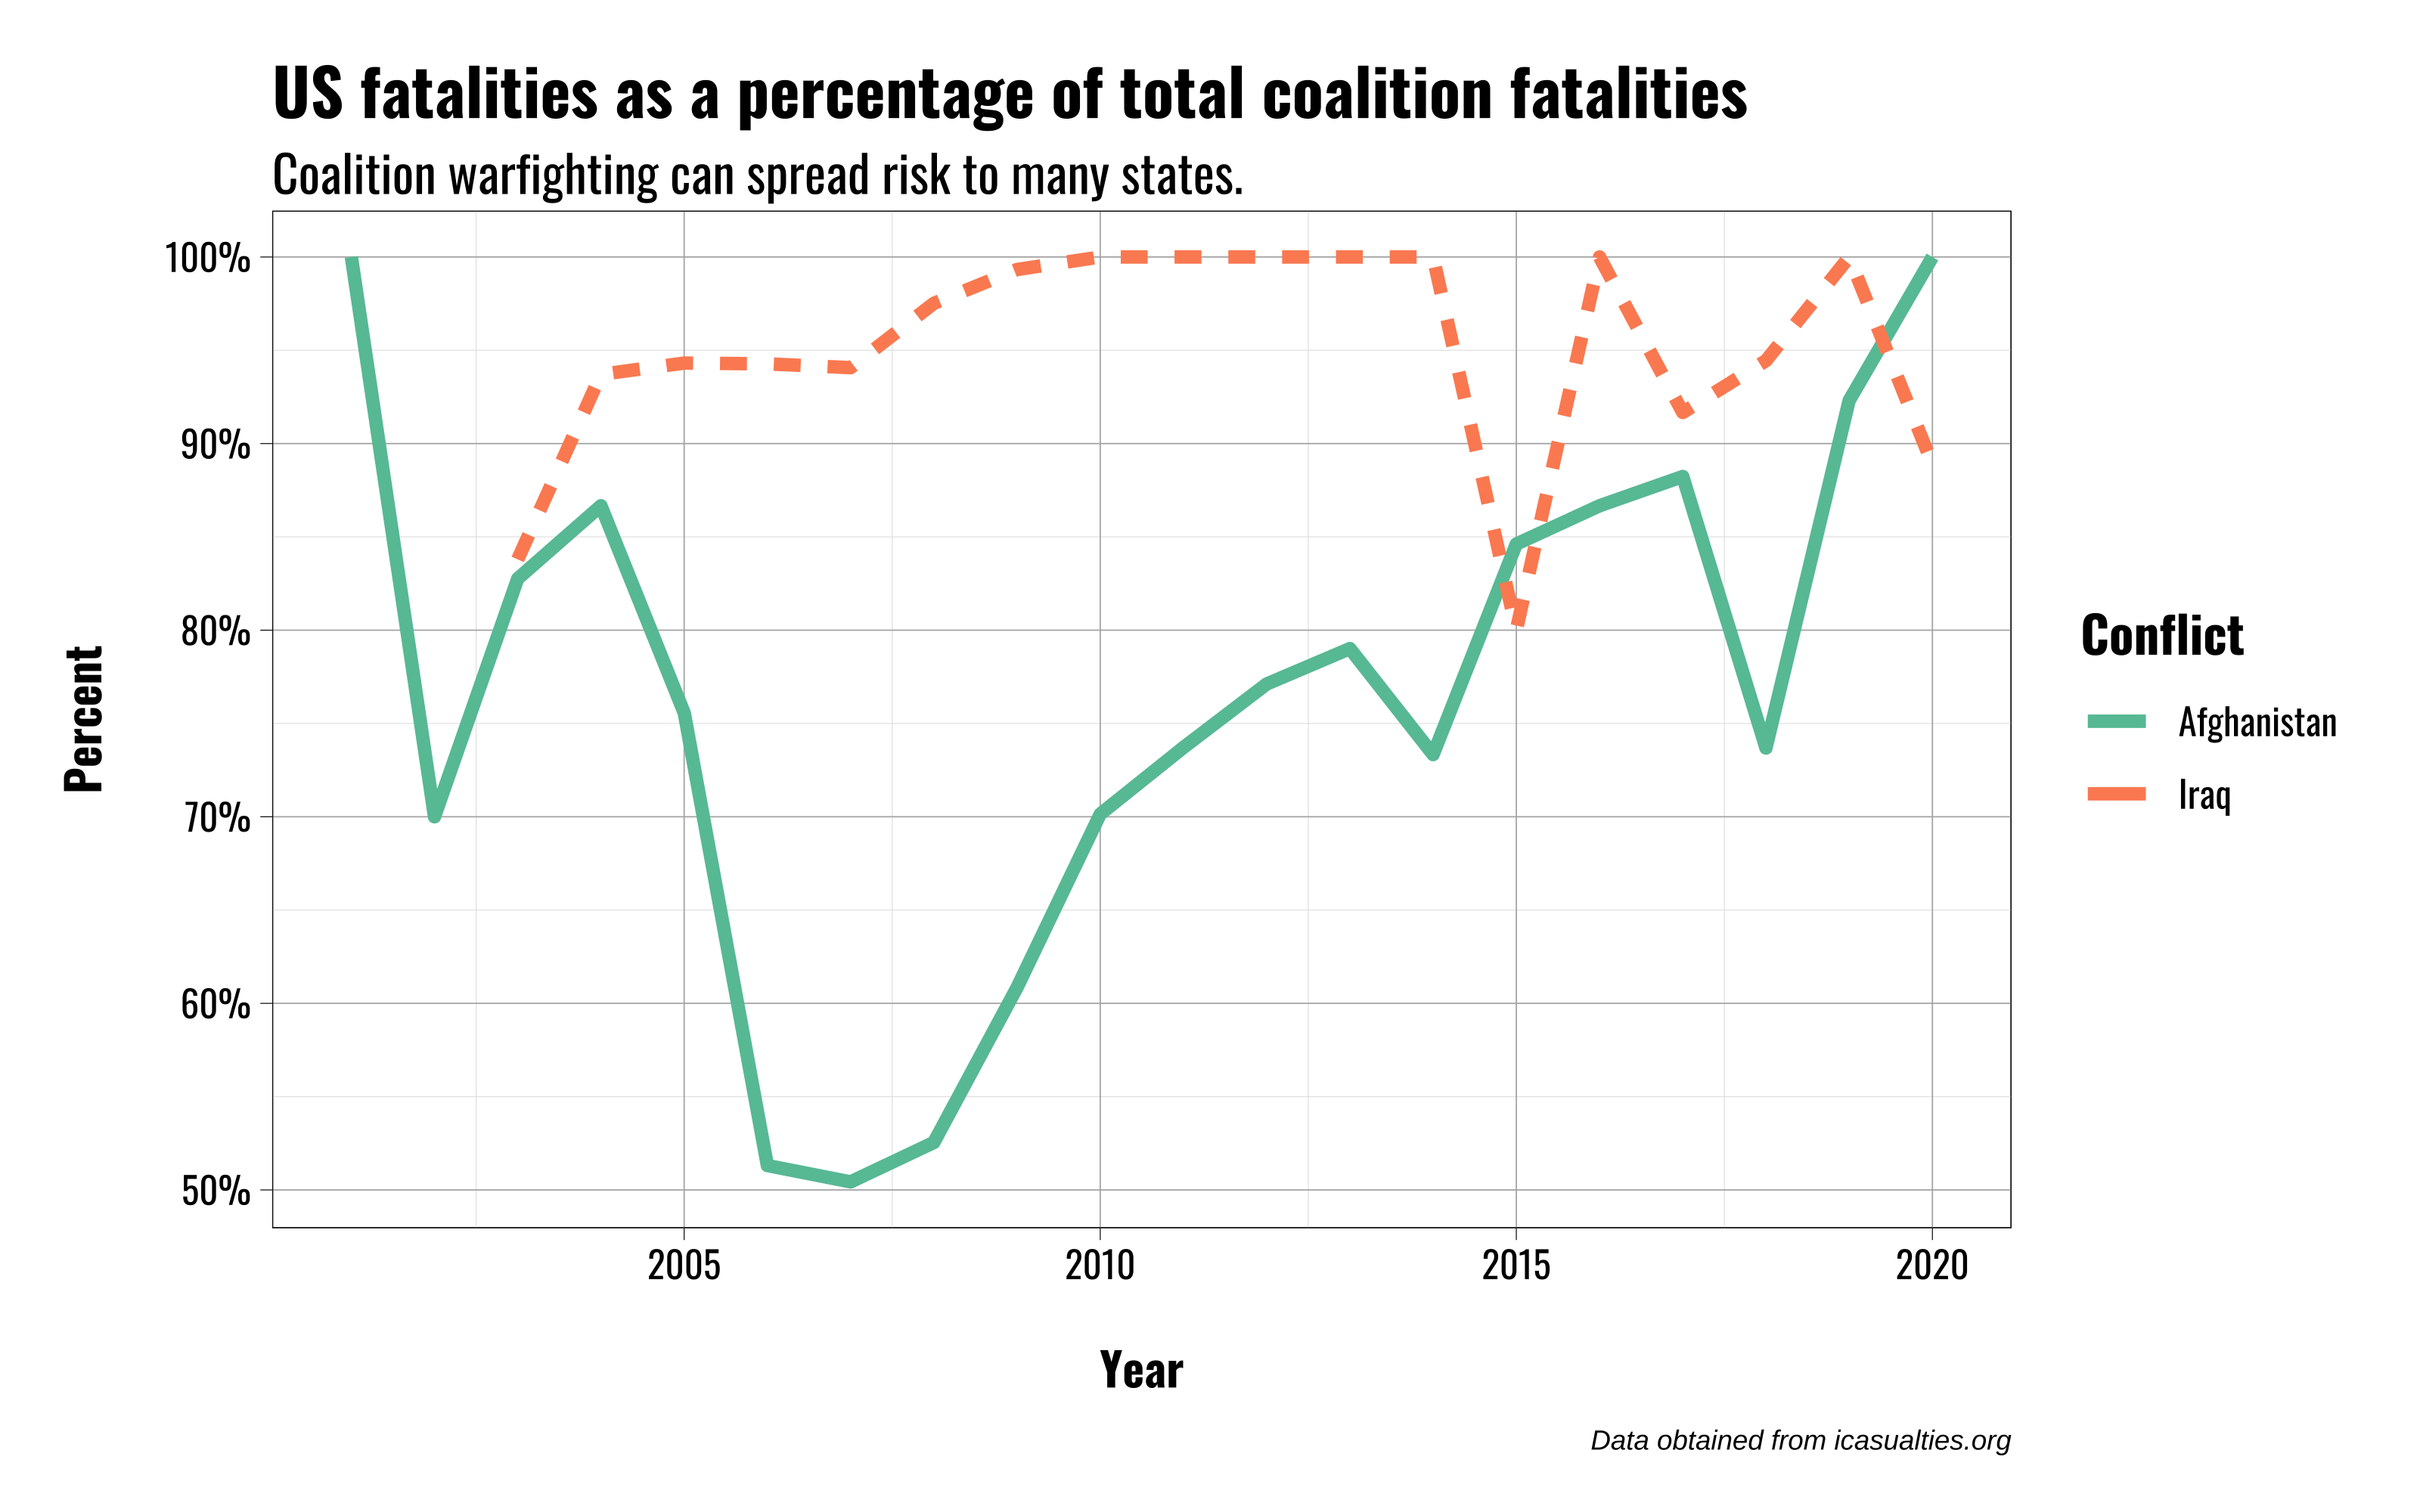 US fatalities as a percentage of total coalition fatalities
Coalition warfighting can spread risk to many states.
100%
90%
80%
70%
60%
50%
Percent
2005 2010 2015 2020
Year
Conflict
Afghanistan
Iraq
Data obtained from icasualties.org